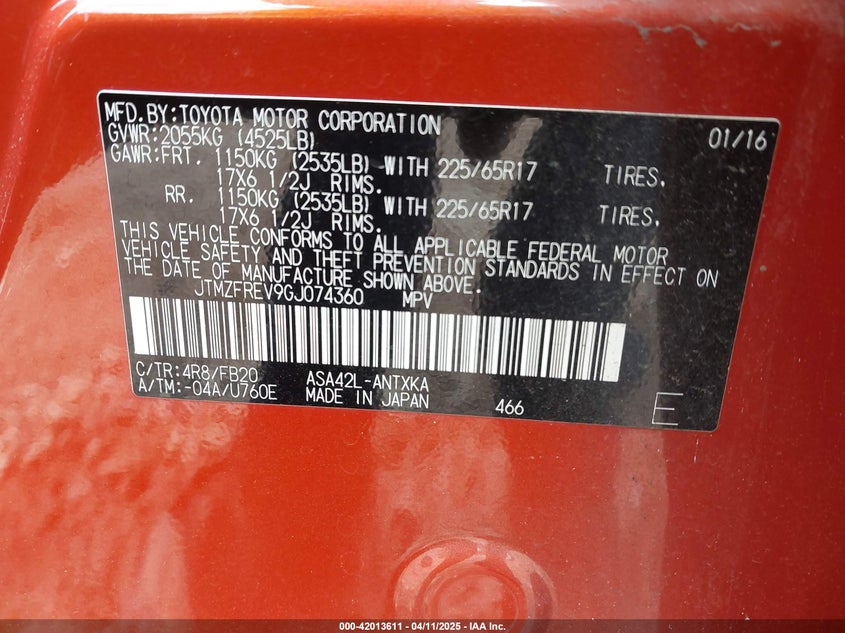 MFD.BY:TOYOTA MOTOR CORPORATION 01/16
GVWR:2055KG (4525LB)
GAWR:FRT. 1150KG (2535LB) WITH 225/65R17 TIRES,
17X6 1/2J RIMS.
RR. 1150KG (2535LB) WITH 225/65R17 TIRES,
17X6 1/2J RIMS.
THIS VEHICLE CONFORMS TO ALL APPLICABLE FEDERAL MOTOR
VEHICLE SAFETY AND THEFT PREVENTION STANDARDS IN EFFECT ON
THE DATE OF MANUFACTURE SHOWN ABOVE.
JTMZFREV9GJ074360 MPV
C/TR:4R8/FB20 ASA42L-ANTXKA
A/TM:-04A/U760E MADE IN JAPAN 466 E
000-42013611 - 04/11/2025 - IAA Inc.